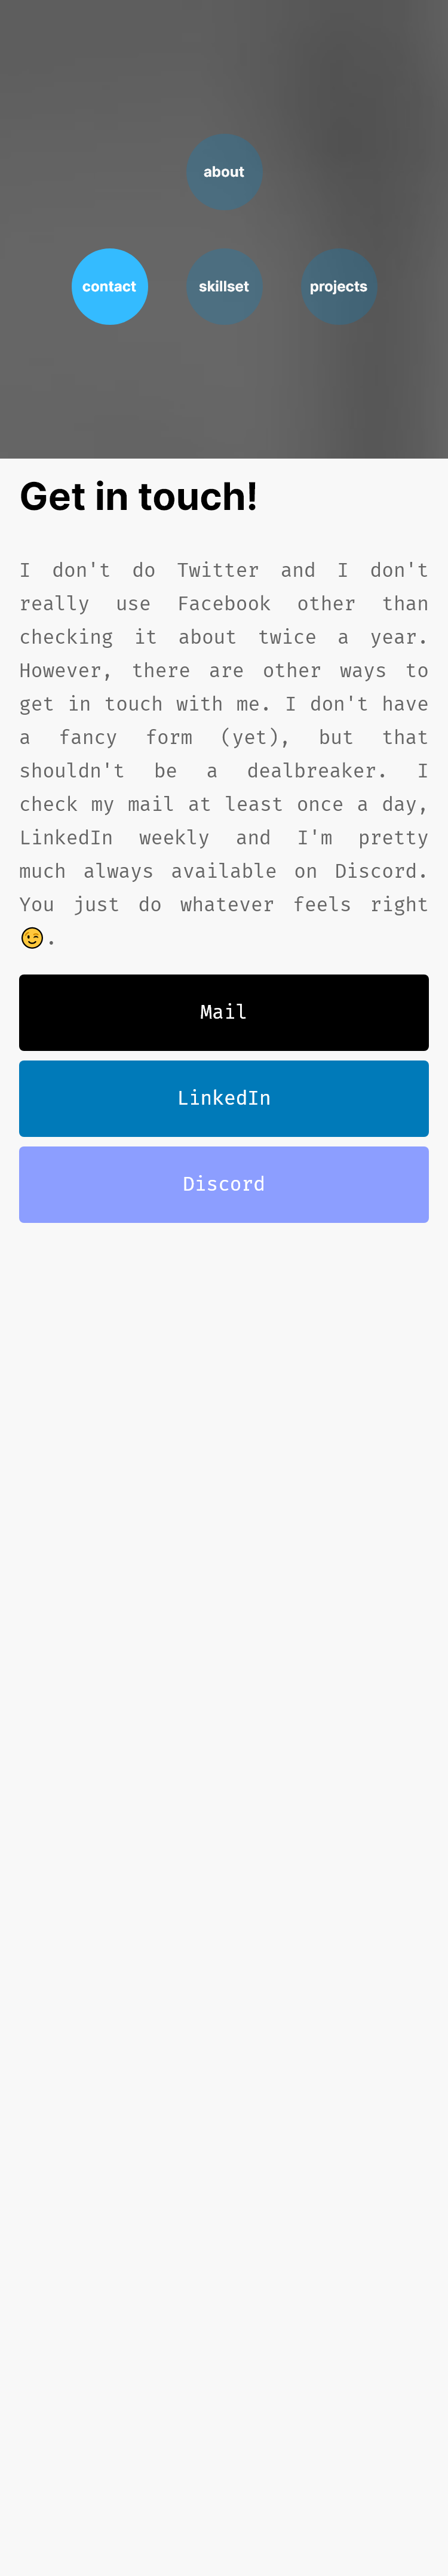 about
contact skillset projects
Get in touch!
I don't do Twitter and I don't
really use Facebook other than
checking it about twice a year.
However, there are other ways to
get in touch with me. I don't have
a fancy form (yet), but that
shouldn't be a dealbreaker. I
check my mail at least once a day,
LinkedIn weekly and I'm pretty
much always available on Discord.
You just do whatever feels right
😉.
Mail
LinkedIn
Discord